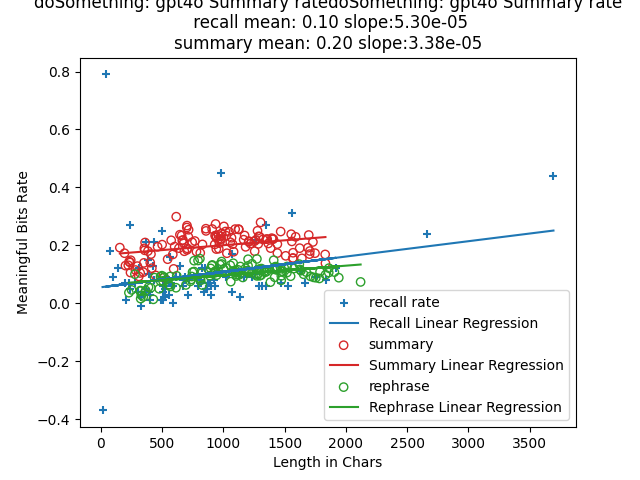 doSomething: gpt4o Summary ratedoSomething: gpt4o Summary rate
recall mean: 0.10 slope:5.30e-05
summary mean: 0.20 slope:3.38e-05
0.8
0.6
0.4
0.2
0.0
−0.2
−0.4
Meaningful Bits Rate
recall rate
Recall Linear Regression
summary
Summary Linear Regression
rephrase
Rephrase Linear Regression
0 500 1000 1500 2000 2500 3000 3500
Length in Chars